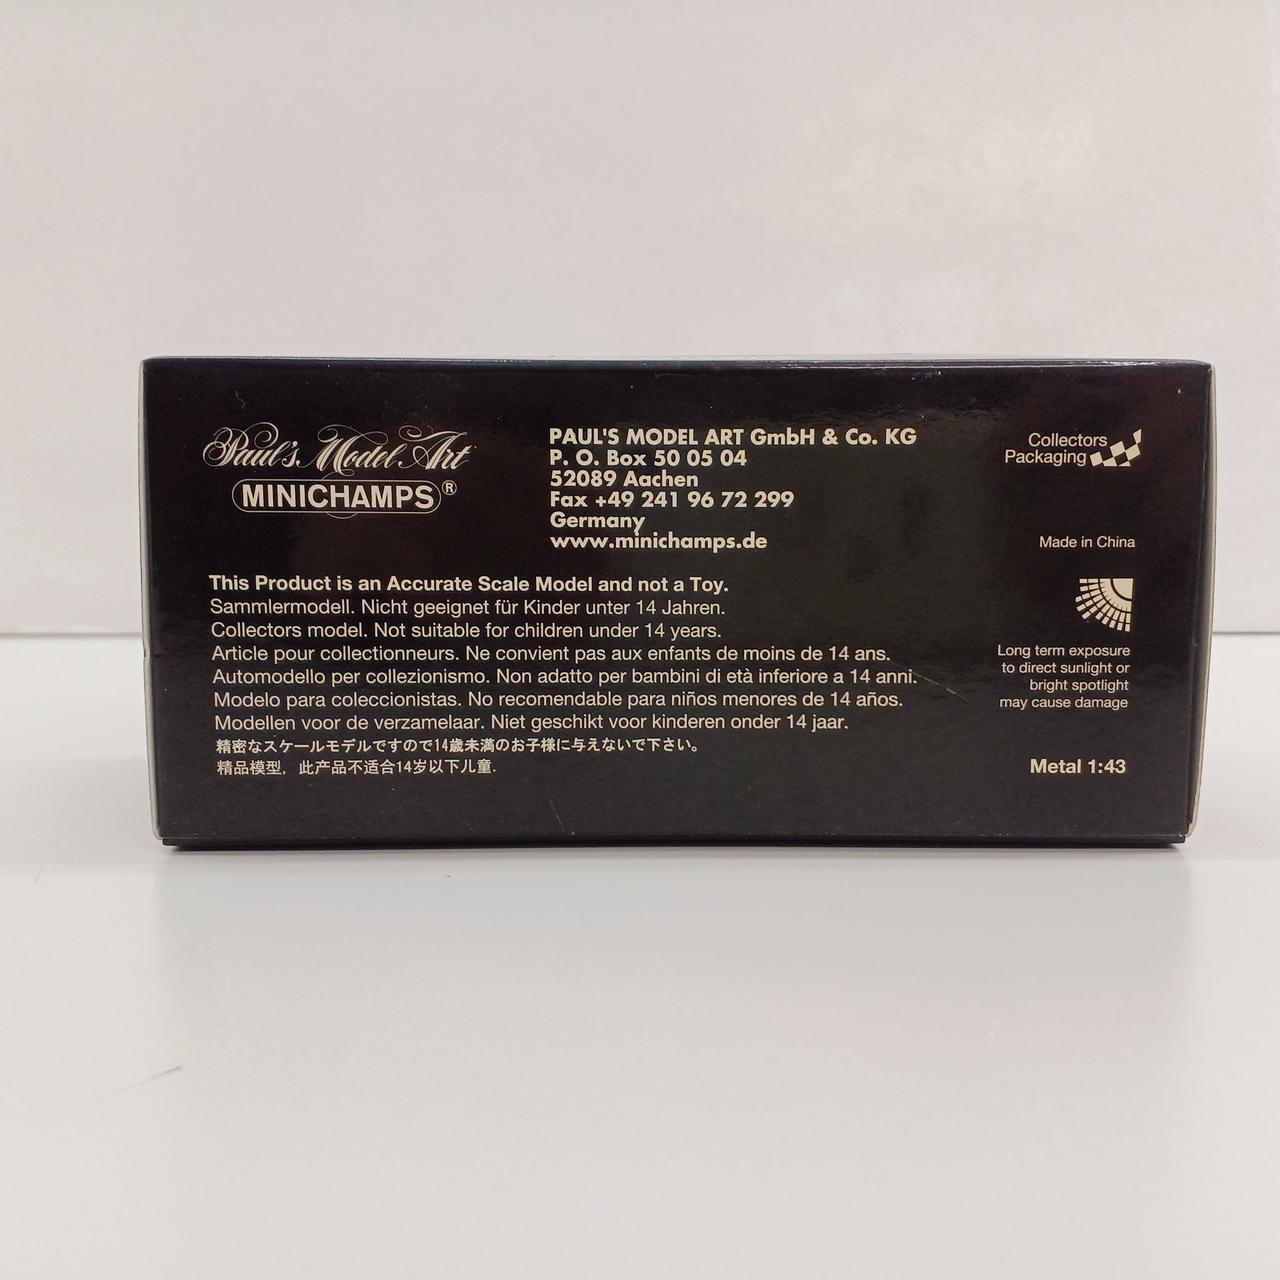 Paul's Model Art
MINICHAMPS®
PAUL'S MODEL ART GmbH & Co. KG
P. O. Box 50 05 04
52089 Aachen
Fax +49 241 96 72 299
Germany
www.minichamps.de
Collectors
Packaging
Made in China
This Product is an Accurate Scale Model and not a Toy.
Sammlermodell. Nicht geeignet für Kinder unter 14 Jahren.
Collectors model. Not suitable for children under 14 years.
Article pour collectionneurs. Ne convient pas aux enfants de moins de 14 ans.
Automodello per collezionismo. Non adatto per bambini di età inferiore a 14 anni.
Modelo para coleccionistas. No recomendable para niños menores de 14 años.
Modellen voor de verzamelaar. Niet geschikt voor kinderen onder 14 jaar.
精密なスケールモデルですので14歳未満のお子様に与えないで下さい。
精品模型，此产品不适合14岁以下儿童.
Long term exposure
to direct sunlight or
bright spotlight
may cause damage
Metal 1:43